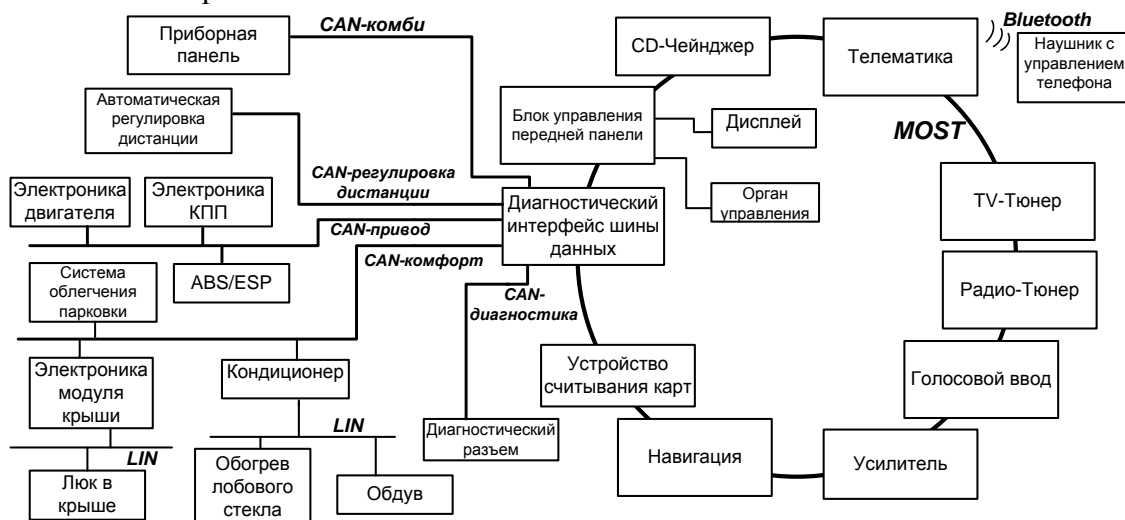 CAN-комби
Приборная
панель
Автоматическая
регулировка
дистанции
CAN-регулировка
дистанции
Электроника
двигателя
Электроника
КПП
CAN-привод
ABS/ESP
CAN-комфорт
Система
облегчения
парковки
Электроника
модуля
крыши
Кондиционер
LIN
Люк в
крыше
LIN
Обогрев
лобового
стекла
Обдув
CAN-
диагностика
Диагностический
разъем
Диагностический
интерфейс шины
данных
Блок управления
передней панели
Дисплей
Орган
управления
CD-Чейнджер
Телематика
Bluetooth
Наушник с
управлением
телефона
MOST
TV-Тюнер
Радио-Тюнер
Голосовой ввод
Усилитель
Навигация
Устройство
считывания карт